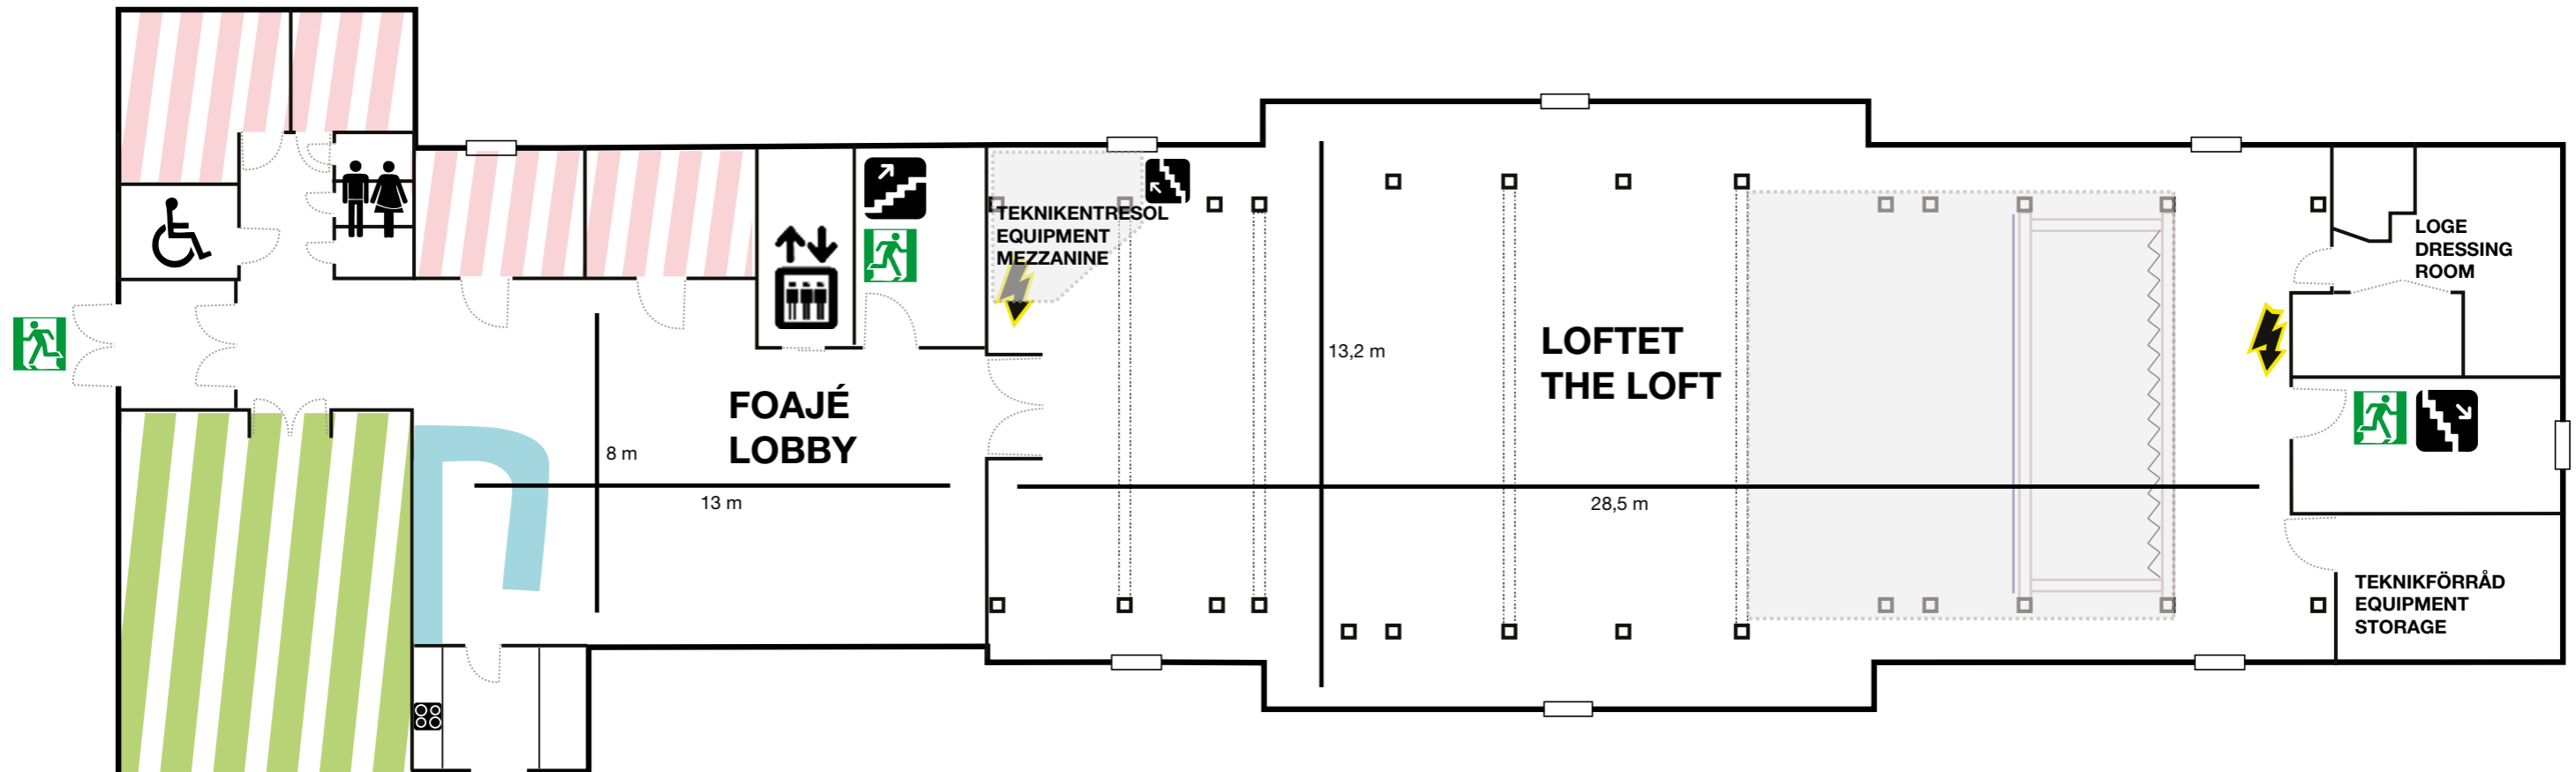 TEKNIKENTRESOL
EQUIPMENT
MEZZANINE
LOGE
DRESSING
ROOM
FOAJÉ
LOBBY
8 m
13 m
LOFTET
THE LOFT
13,2 m
28,5 m
TEKNIKFÖRRÅD
EQUIPMENT
STORAGE